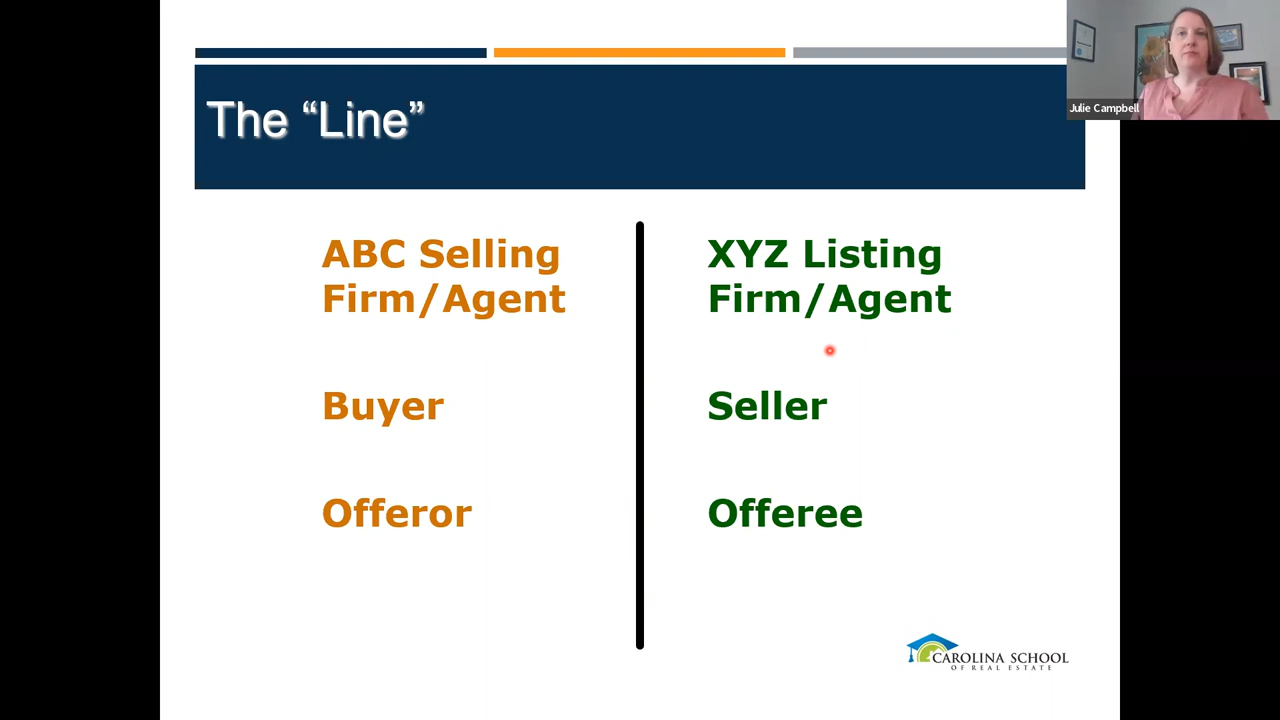 The “Line”
Julie Campbell
ABC Selling
Firm/Agent
XYZ Listing
Firm/Agent
Buyer
Seller
Offeror
Offeree
CAROLINA SCHOOL
OF REAL ESTATE